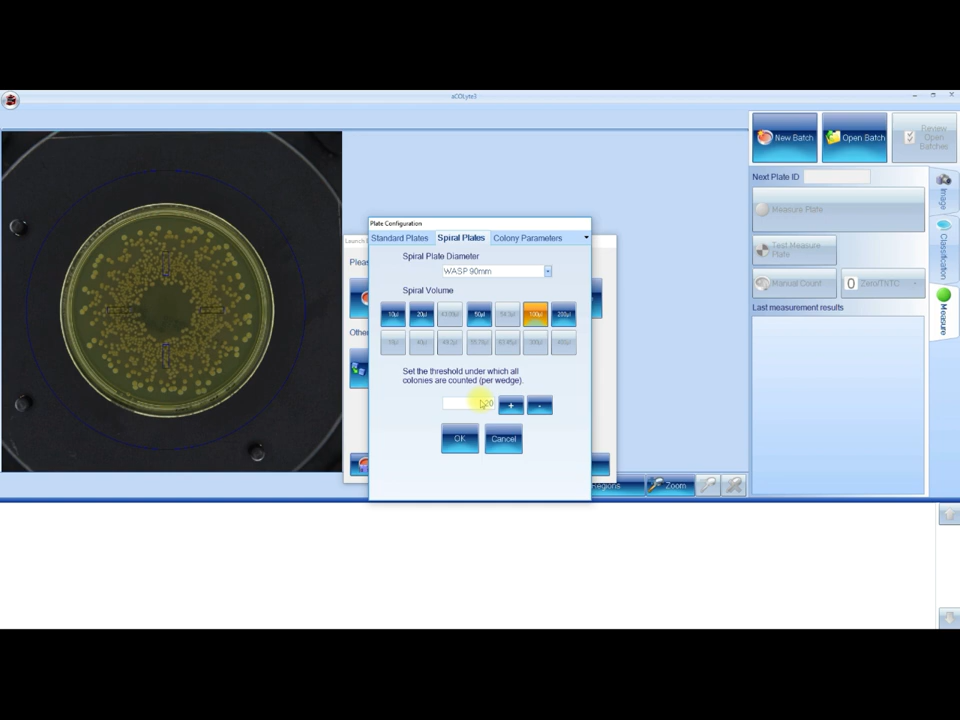 aCOLyte3
New Batch
Open Batch
Review Open Batches
Next Plate ID
Measure Plate
Test Measure Plate
Manual Count
0
Zero/TNTC
Last measurement results
Image
Classification
Measure
Plate Configuration
Standard Plates
Spiral Plates
Colony Parameters
Spiral Plate Diameter
WASP 90mm
Spiral Volume
10µl
20µl
50µl
100µl
200µl
Set the threshold under which all
colonies are counted (per wedge).
20
+
-
OK
Cancel
Launch
Pleas
Other
Regions
Zoom